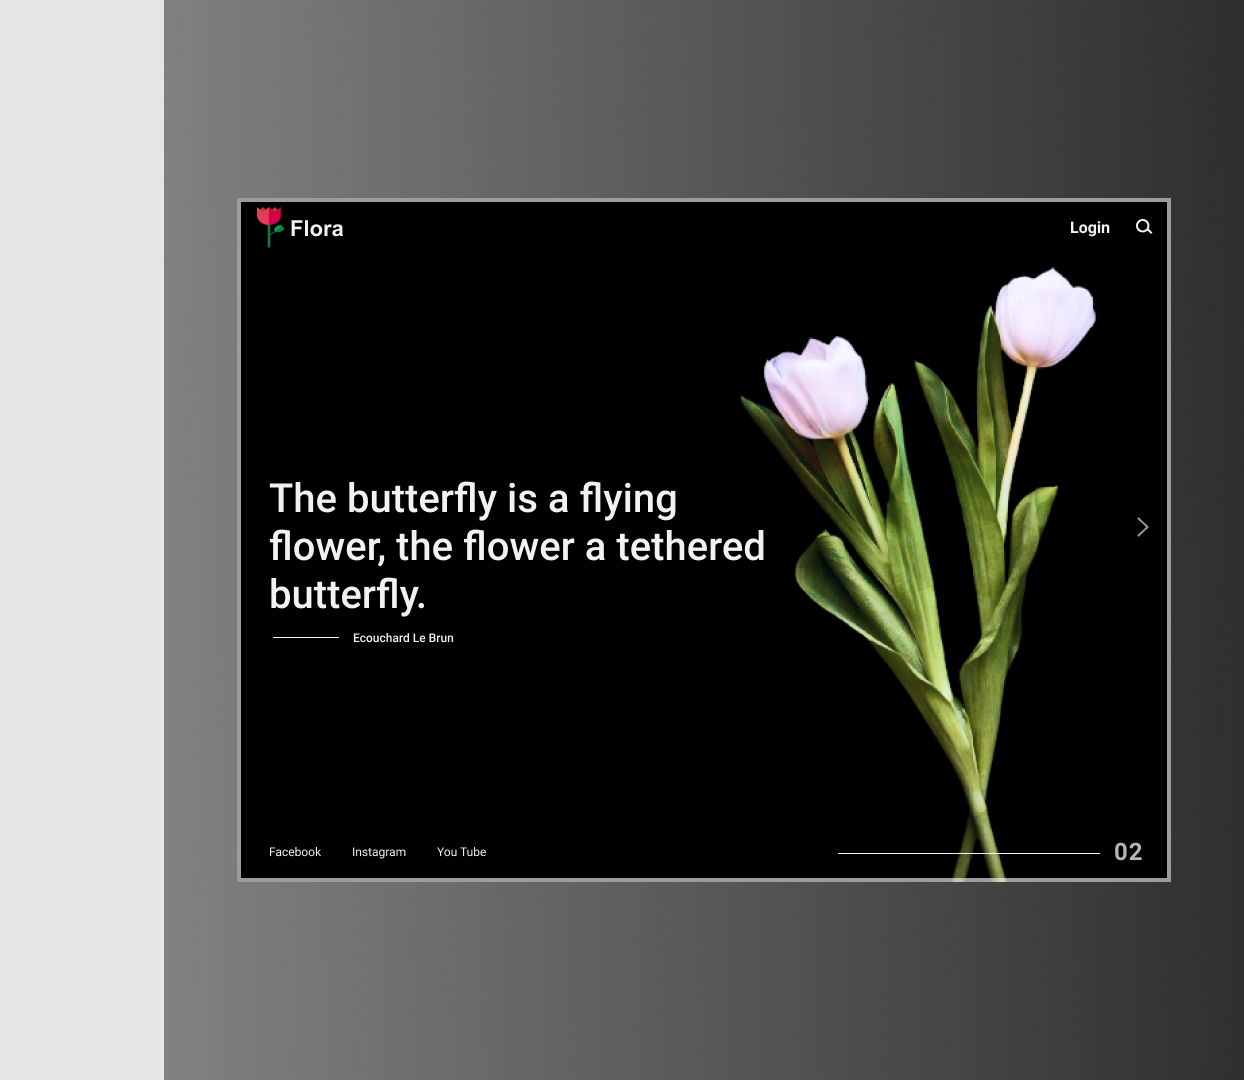 Flora
Login
The butterfly is a flying
flower, the flower a tethered
butterfly.
Ecouchard Le Brun
Facebook Instagram You Tube
02